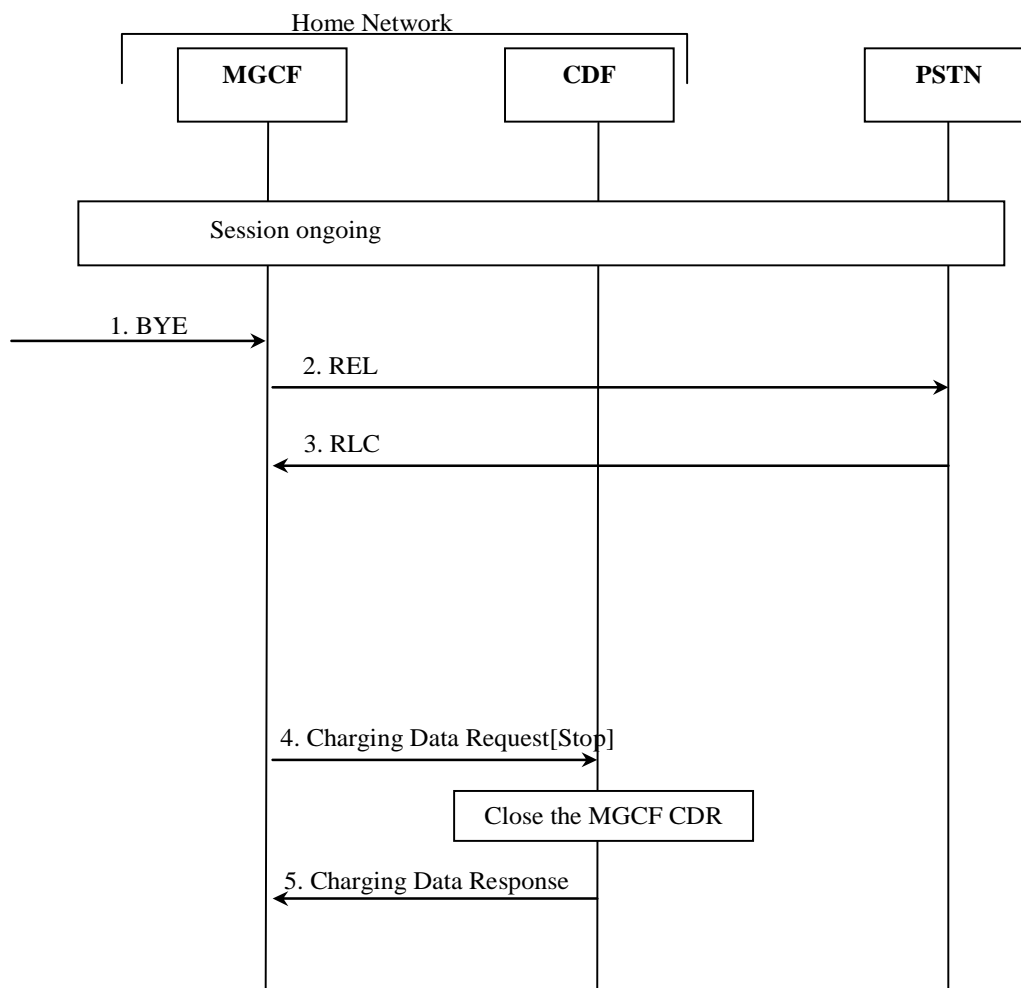 Home Network
MGCF
CDF
PSTN
Session ongoing
1. BYE
2. REL
3. RLC
4. Charging Data Request[Stop]
Close the MGCF CDR
5. Charging Data Response